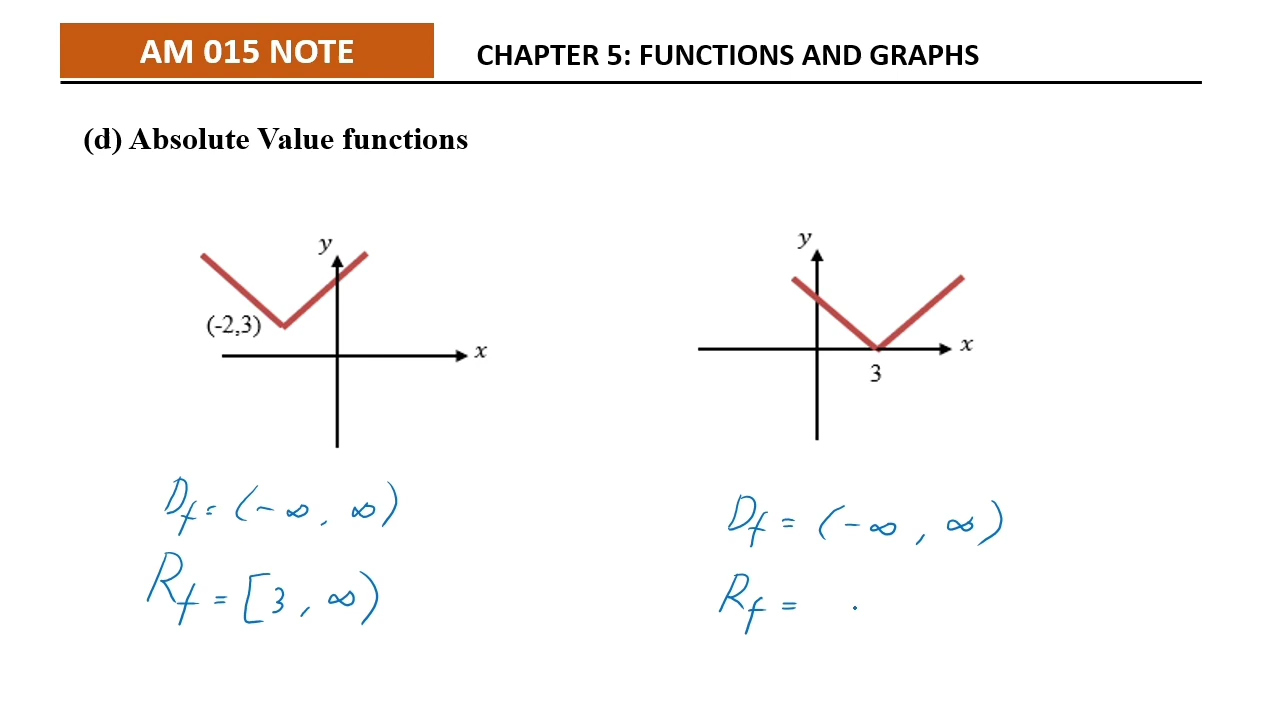 AM 015 NOTE
CHAPTER 5: FUNCTIONS AND GRAPHS
(d) Absolute Value functions
y
(-2,3)
x
y
x
3
Df = (-∞, ∞)
Rf = [3, ∞)
Df = (-∞, ∞)
Rf =